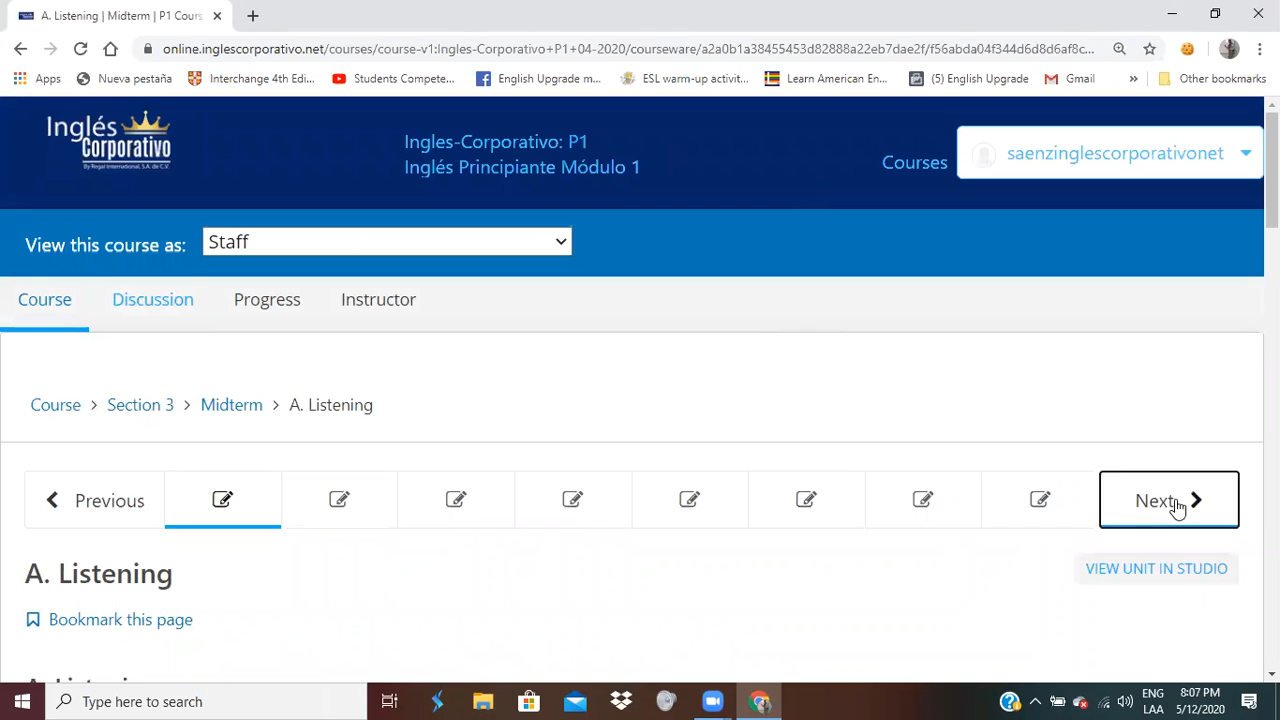 A. Listening | Midterm | P1 Cours
online.inglescorporativo.net/courses/course-v1:Ingles-Corporativo+P1+04-2020/courseware/a2a0b1a38455453d82888a22eb7dae2f/f56abda04f344d6d8d6af8c...
Apps Nueva pestaña Interchange 4th Edi... Students Compete... English Upgrade m... ESL warm-up activit... Learn American En... (5) English Upgrade Gmail » Other bookmarks
Inglés
Corporativo
By Regal International, S.A. de C.V.
Ingles-Corporativo: P1
Inglés Principiante Módulo 1
Courses
saenzinglescorporativonet
View this course as: Staff
Course Discussion Progress Instructor
Course > Section 3 > Midterm > A. Listening
Previous Next
A. Listening
VIEW UNIT IN STUDIO
Bookmark this page
Type here to search
ENG 8:07 PM
LAA 5/12/2020